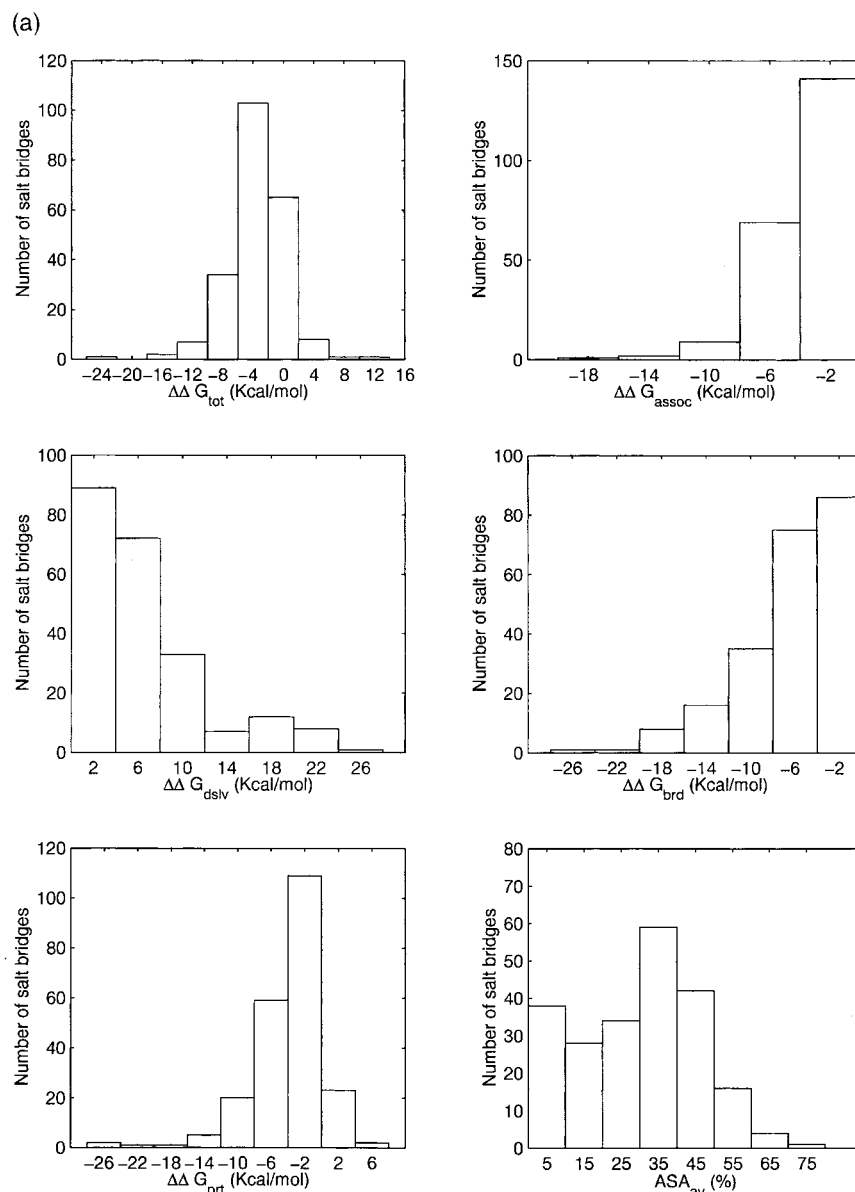 (a)
120
100
80
60
40
20
0
Number of salt bridges
−24 −20 −16 −12 −8 −4 0 4 8 12 16
ΔΔ G_tot (Kcal/mol)
150
100
50
0
Number of salt bridges
−18 −14 −10 −6 −2
ΔΔ G_assoc (Kcal/mol)
100
80
60
40
20
0
Number of salt bridges
2 6 10 14 18 22 26
ΔΔ G_dslv (Kcal/mol)
100
80
60
40
20
0
Number of salt bridges
−26 −22 −18 −14 −10 −6 −2
ΔΔ G_brd (Kcal/mol)
120
100
80
60
40
20
0
Number of salt bridges
−26 −22 −18 −14 −10 −6 −2 2 6
ΔΔ G_prt (Kcal/mol)
80
70
60
50
40
30
20
10
0
Number of salt bridges
5 15 25 35 45 55 65 75
ASA_av (%)